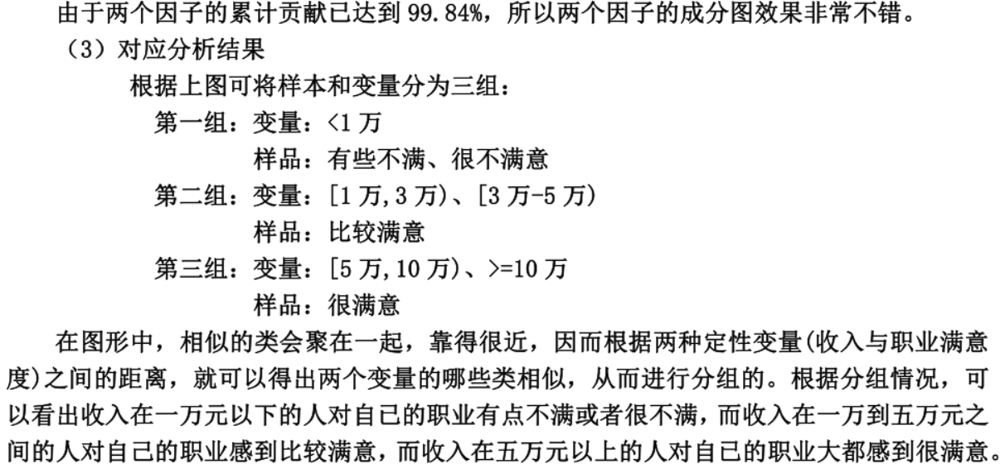 由于两个因子的累计贡献已达到 99.84%，所以两个因子的成分图效果非常不错。
（3）对应分析结果
根据上图可将样本和变量分为三组：
第一组：变量：<1 万
样品：有些不满、很不满意
第二组：变量：[1 万,3 万)、[3 万-5 万)
样品：比较满意
第三组：变量：[5 万,10 万)、>=10 万
样品：很满意
在图形中，相似的类会聚在一起，靠得很近，因而根据两种定性变量(收入与职业满意
度)之间的距离，就可以得出两个变量的哪些类相似，从而进行分组的。根据分组情况，可
以看出收入在一万元以下的人对自己的职业有点不满或者很不满，而收入在一万到五万元之
间的人对自己的职业感到比较满意，而收入在五万元以上的人对自己的职业大都感到很满意。